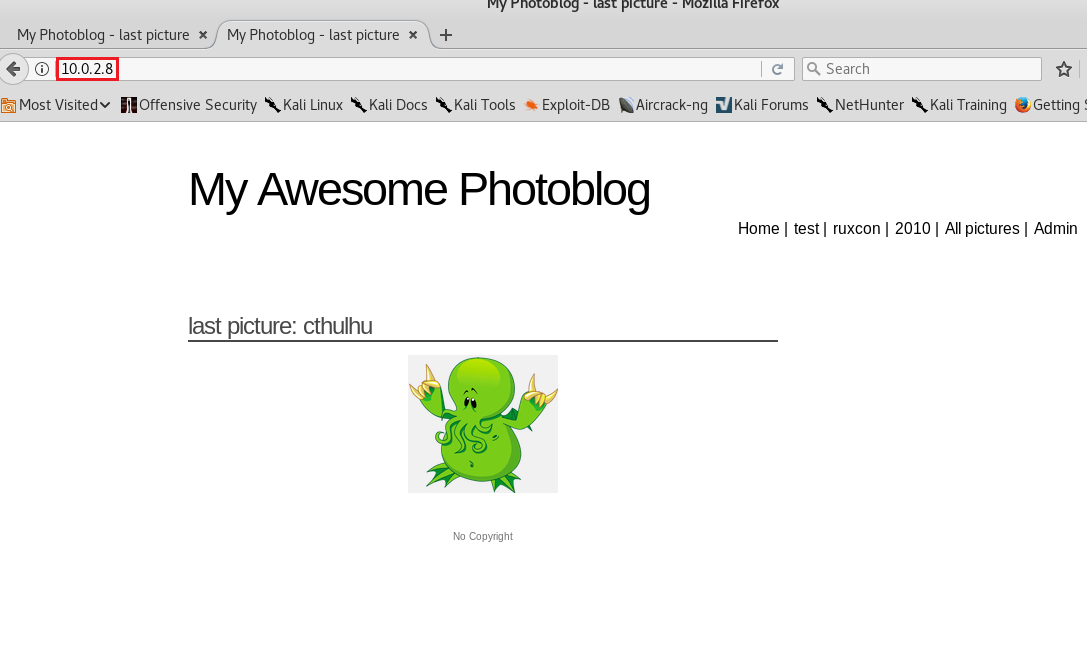 My Photoblog - last picture - Mozilla Firefox
My Photoblog - last picture × My Photoblog - last picture × +
10.0.2.8 Search
Most Visited Offensive Security Kali Linux Kali Docs Kali Tools Exploit-DB Aircrack-ng Kali Forums NetHunter Kali Training Getting S
My Awesome Photoblog
Home | test | ruxcon | 2010 | All pictures | Admin
last picture: cthulhu
No Copyright